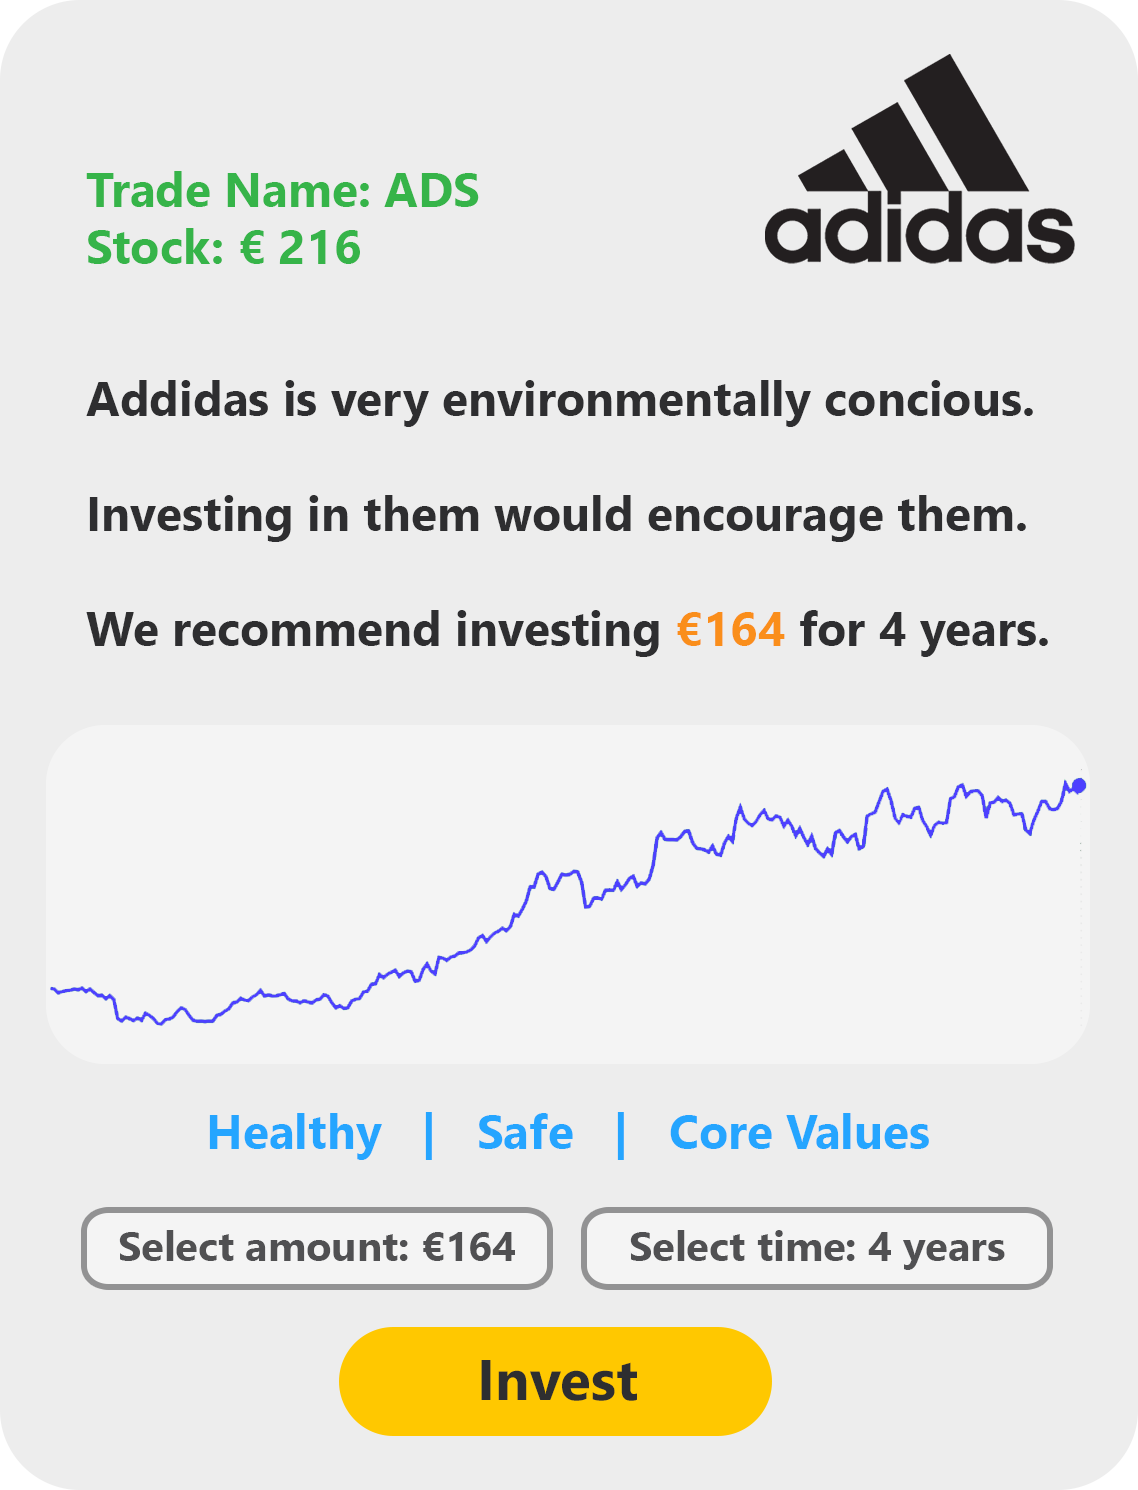 adidas
Trade Name: ADS
Stock: € 216
Addidas is very environmentally concious.
Investing in them would encourage them.
We recommend investing €164 for 4 years.
Healthy | Safe | Core Values
Select amount: €164
Select time: 4 years
Invest